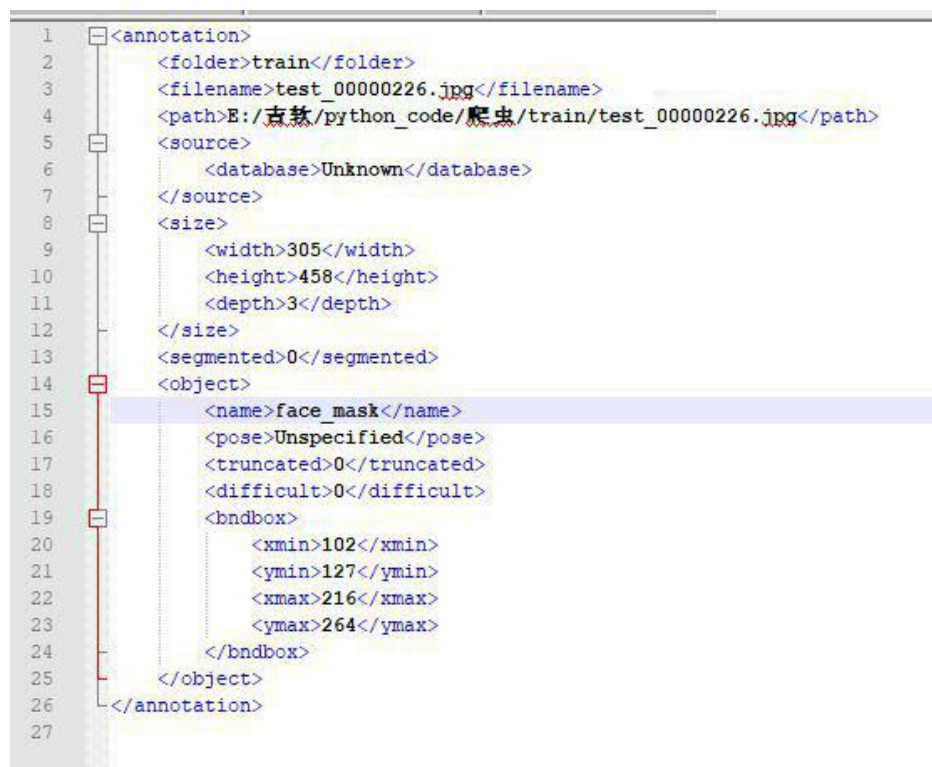 1 <annotation>
2 <folder>train</folder>
3 <filename>test_00000226.jpg</filename>
4 <path>E:/吉软/python_code/爬虫/train/test_00000226.jpg</path>
5 <source>
6 <database>Unknown</database>
7 </source>
8 <size>
9 <width>305</width>
10 <height>458</height>
11 <depth>3</depth>
12 </size>
13 <segmented>0</segmented>
14 <object>
15 <name>face_mask</name>
16 <pose>Unspecified</pose>
17 <truncated>0</truncated>
18 <difficult>0</difficult>
19 <bndbox>
20 <xmin>102</xmin>
21 <ymin>127</ymin>
22 <xmax>216</xmax>
23 <ymax>264</ymax>
24 </bndbox>
25 </object>
26 </annotation>
27